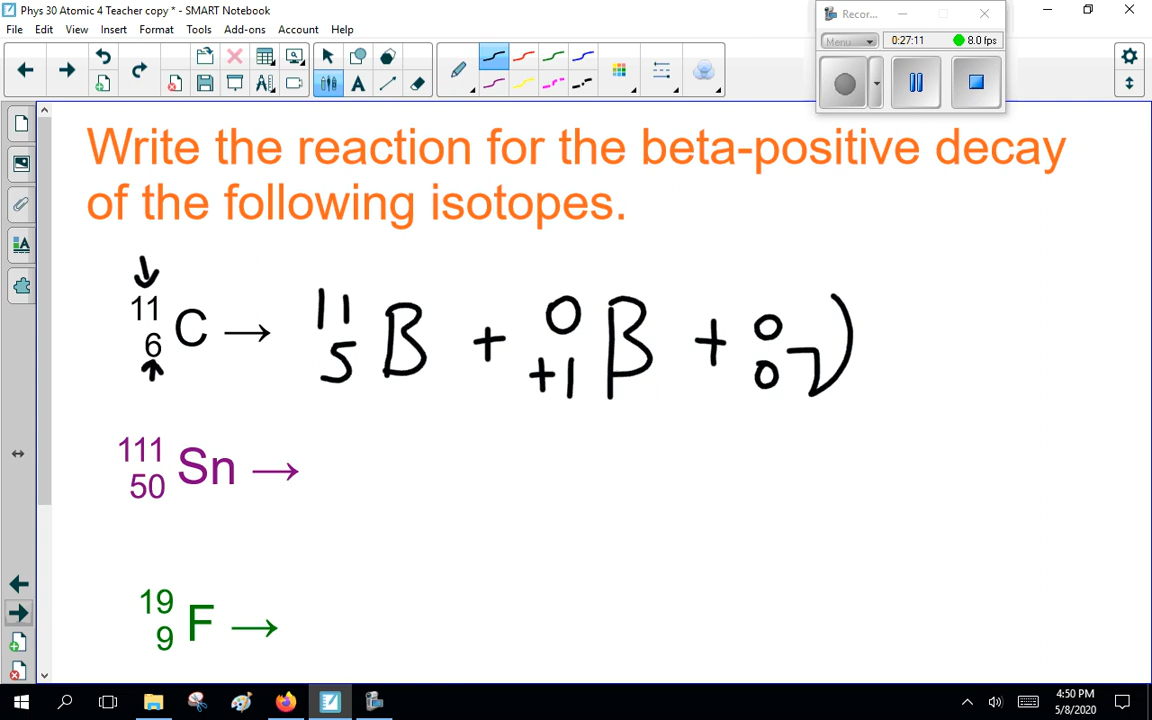 Phys 30 Atomic 4 Teacher copy * - SMART Notebook
Recor...
File Edit View Insert Format Tools Add-ons Account Help
Menu 0:27:11 8.0 fps
Write the reaction for the beta-positive decay
of the following isotopes.
11 6 C → 11 5 B + 0 +1 β + 0 0 ν
111 50 Sn →
19 9 F →
4:50 PM
5/8/2020